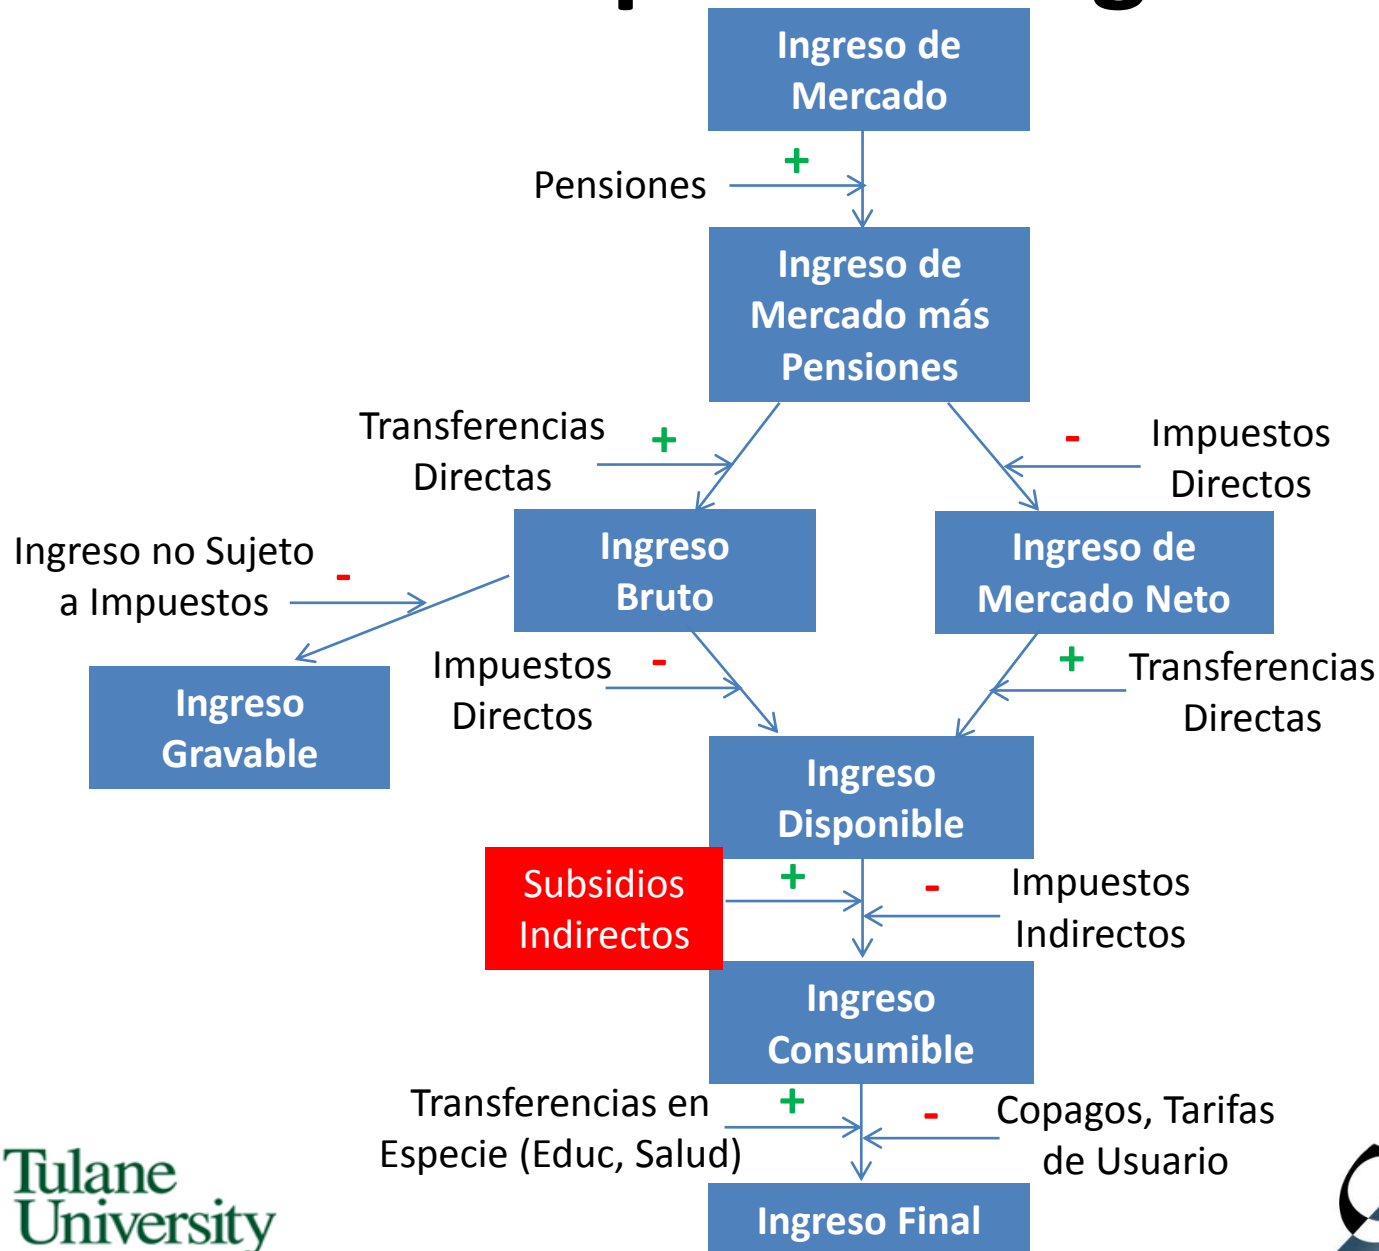 Ingreso de
Mercado
+
Pensiones
Ingreso de
Mercado más
Pensiones
Transferencias
Directas
+
-
Impuestos
Directos
Ingreso no Sujeto
a Impuestos
-
Ingreso
Bruto
Ingreso de
Mercado Neto
Ingreso
Gravable
Impuestos
Directos
-
+
Transferencias
Directas
Ingreso
Disponible
Subsidios
Indirectos
+
-
Impuestos
Indirectos
Ingreso
Consumible
Transferencias en
Especie (Educ, Salud)
+
-
Copagos, Tarifas
de Usuario
Ingreso Final
Tulane
University